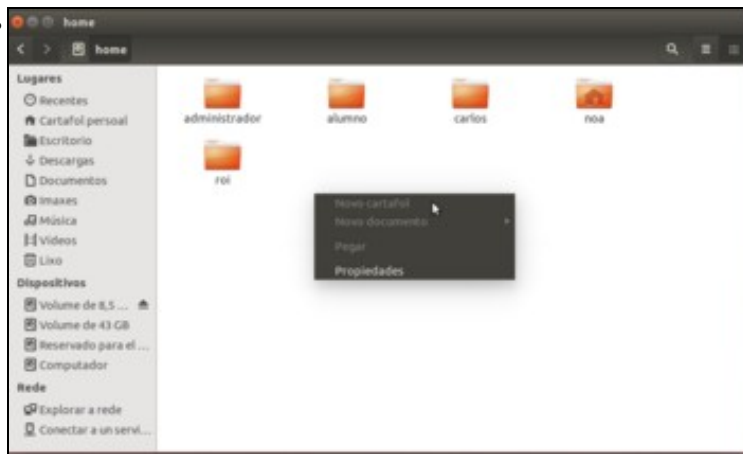 home
home
Lugares
Recentes
Cartafol persoal
Escritorio
Descargas
Documentos
Imaxes
Música
Vídeos
Lixo
Dispositivos
Volume de 8,5 ...
Volume de 43 GB
Reservado para el ...
Computador
Rede
Explorar a rede
Conectar a un servi...
administrador
alumno
carlos
noa
roi
Novo cartafol
Novo documento
Pegar
Propiedades